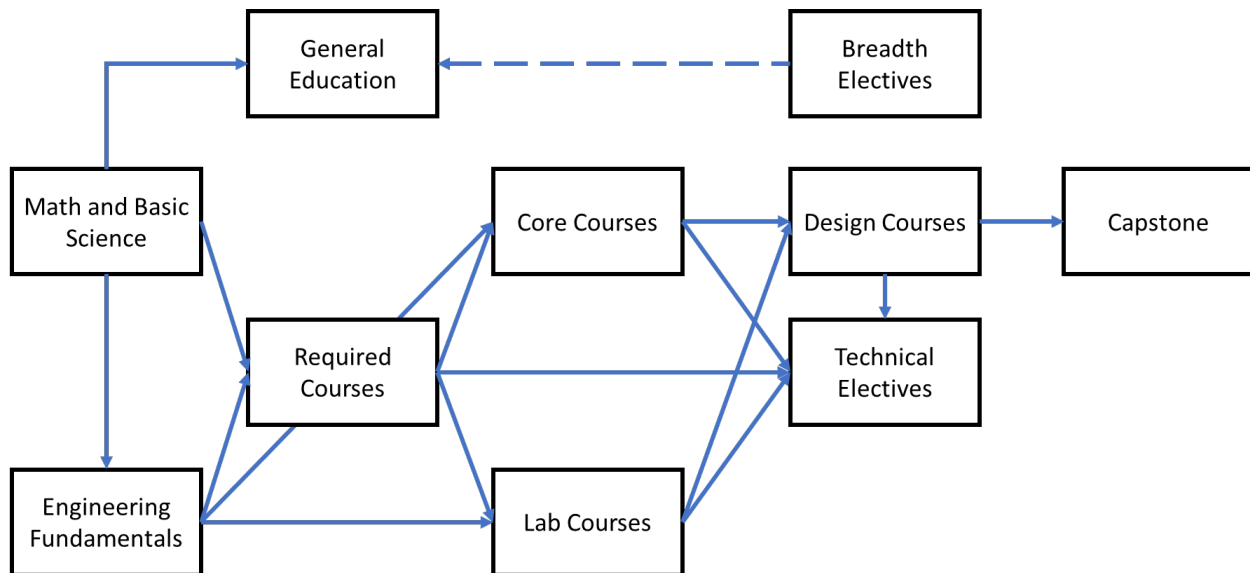 General
Education
Breadth
Electives
Math and Basic
Science
Core Courses
Design Courses
Capstone
Required
Courses
Technical
Electives
Engineering
Fundamentals
Lab Courses